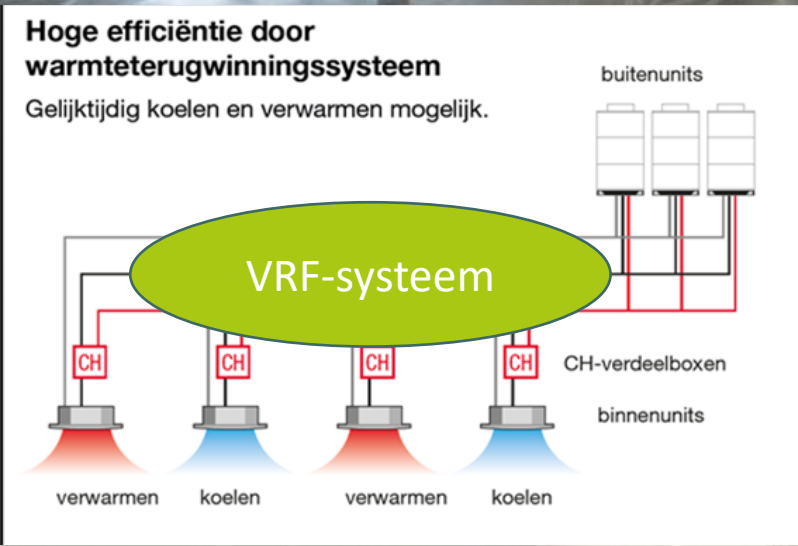 Hoge efficiëntie door
warmteterugwinningssysteem
Gelijktijdig koelen en verwarmen mogelijk.
buitenunits
VRF-systeem
CH
CH
CH
CH
CH-verdeelboxen
binnenunits
verwarmen
koelen
verwarmen
koelen